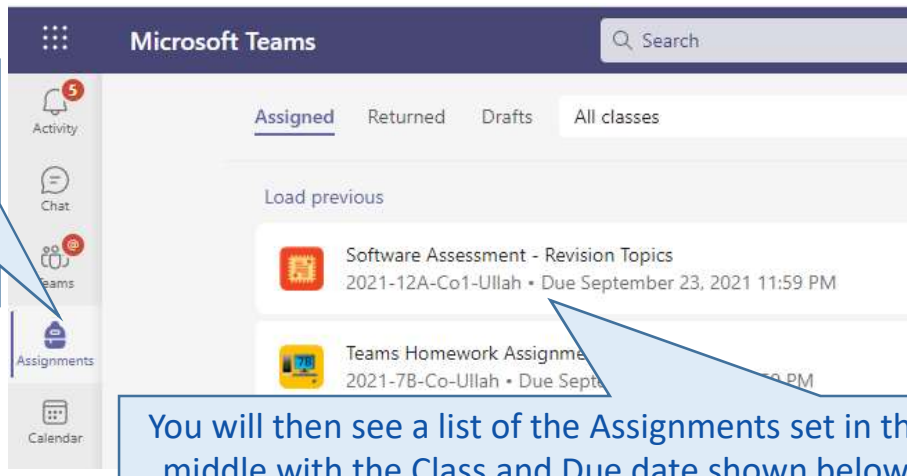 Microsoft Teams
Search
5
Activity
Chat
@
Teams
Assignments
Calendar
Assigned Returned Drafts All classes
Load previous
Software Assessment - Revision Topics
2021-12A-Co1-Ullah • Due September 23, 2021 11:59 PM
Teams Homework
2021-7B-Co-Ullah • Due PM
You will then see a list of the Assignments set in
middle with the Class and Due date shown below